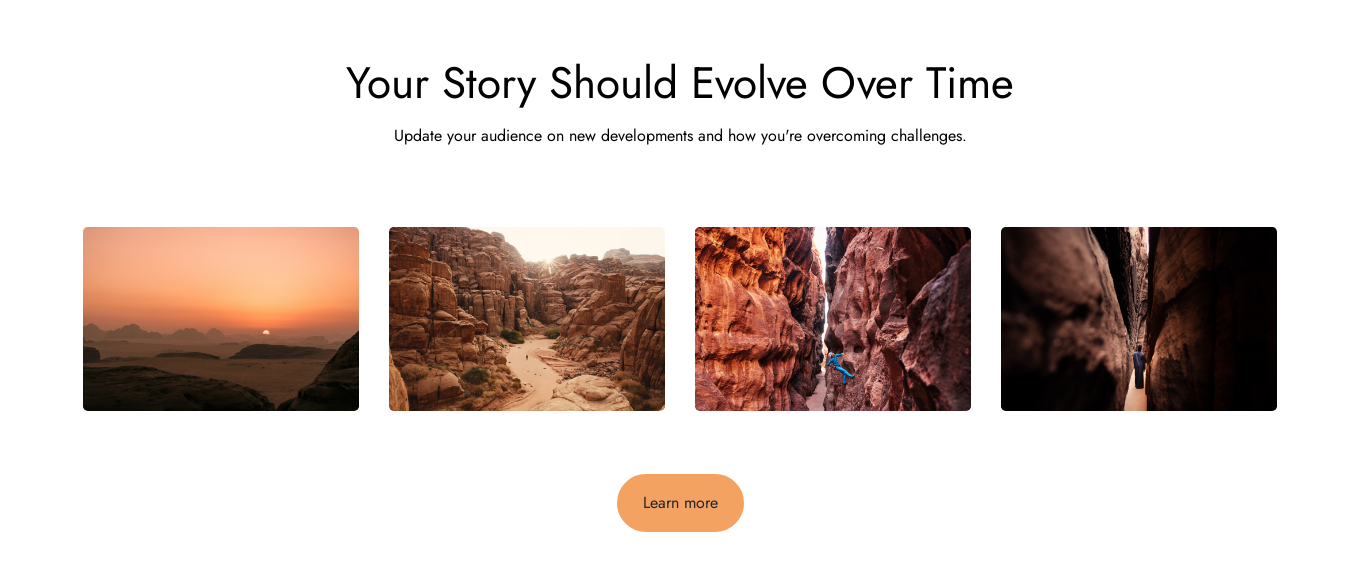 Your Story Should Evolve Over Time
Update your audience on new developments and how you're overcoming challenges.
Learn more